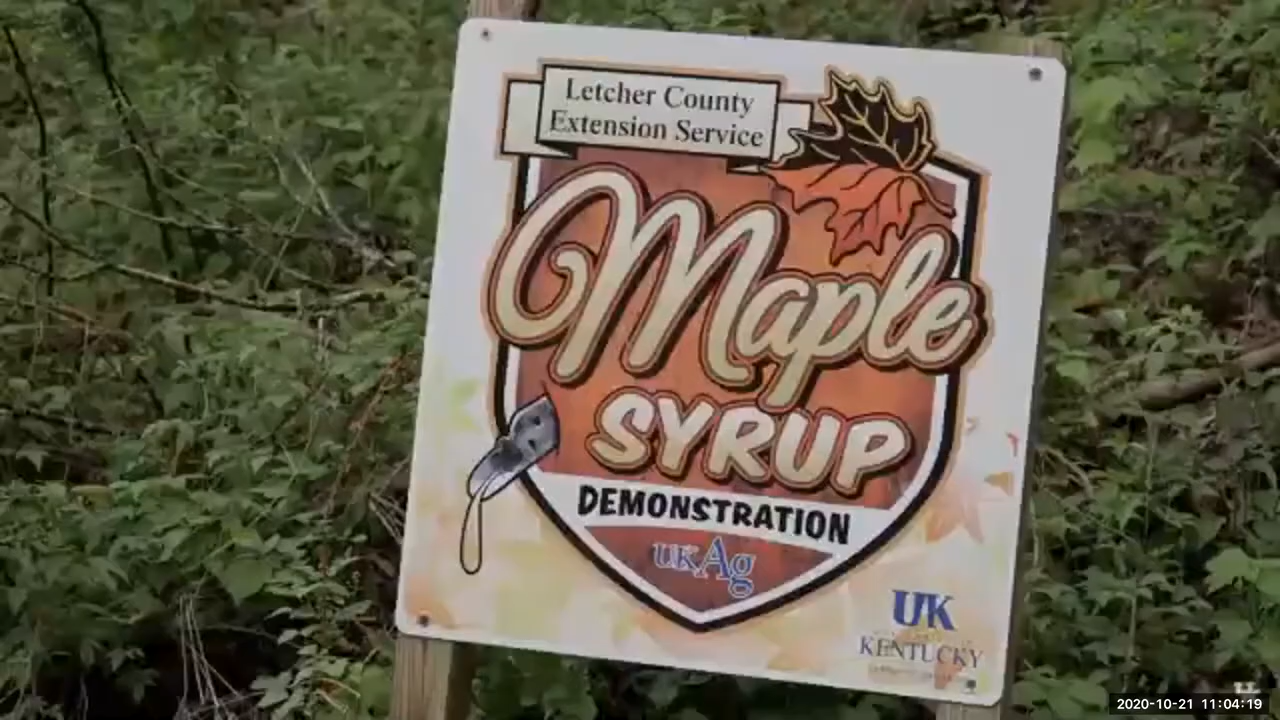 Letcher County
Extension Service
Maple
SYRUP
DEMONSTRATION
UKAg
UK
KENTUCKY
2020-10-21 11:04:19